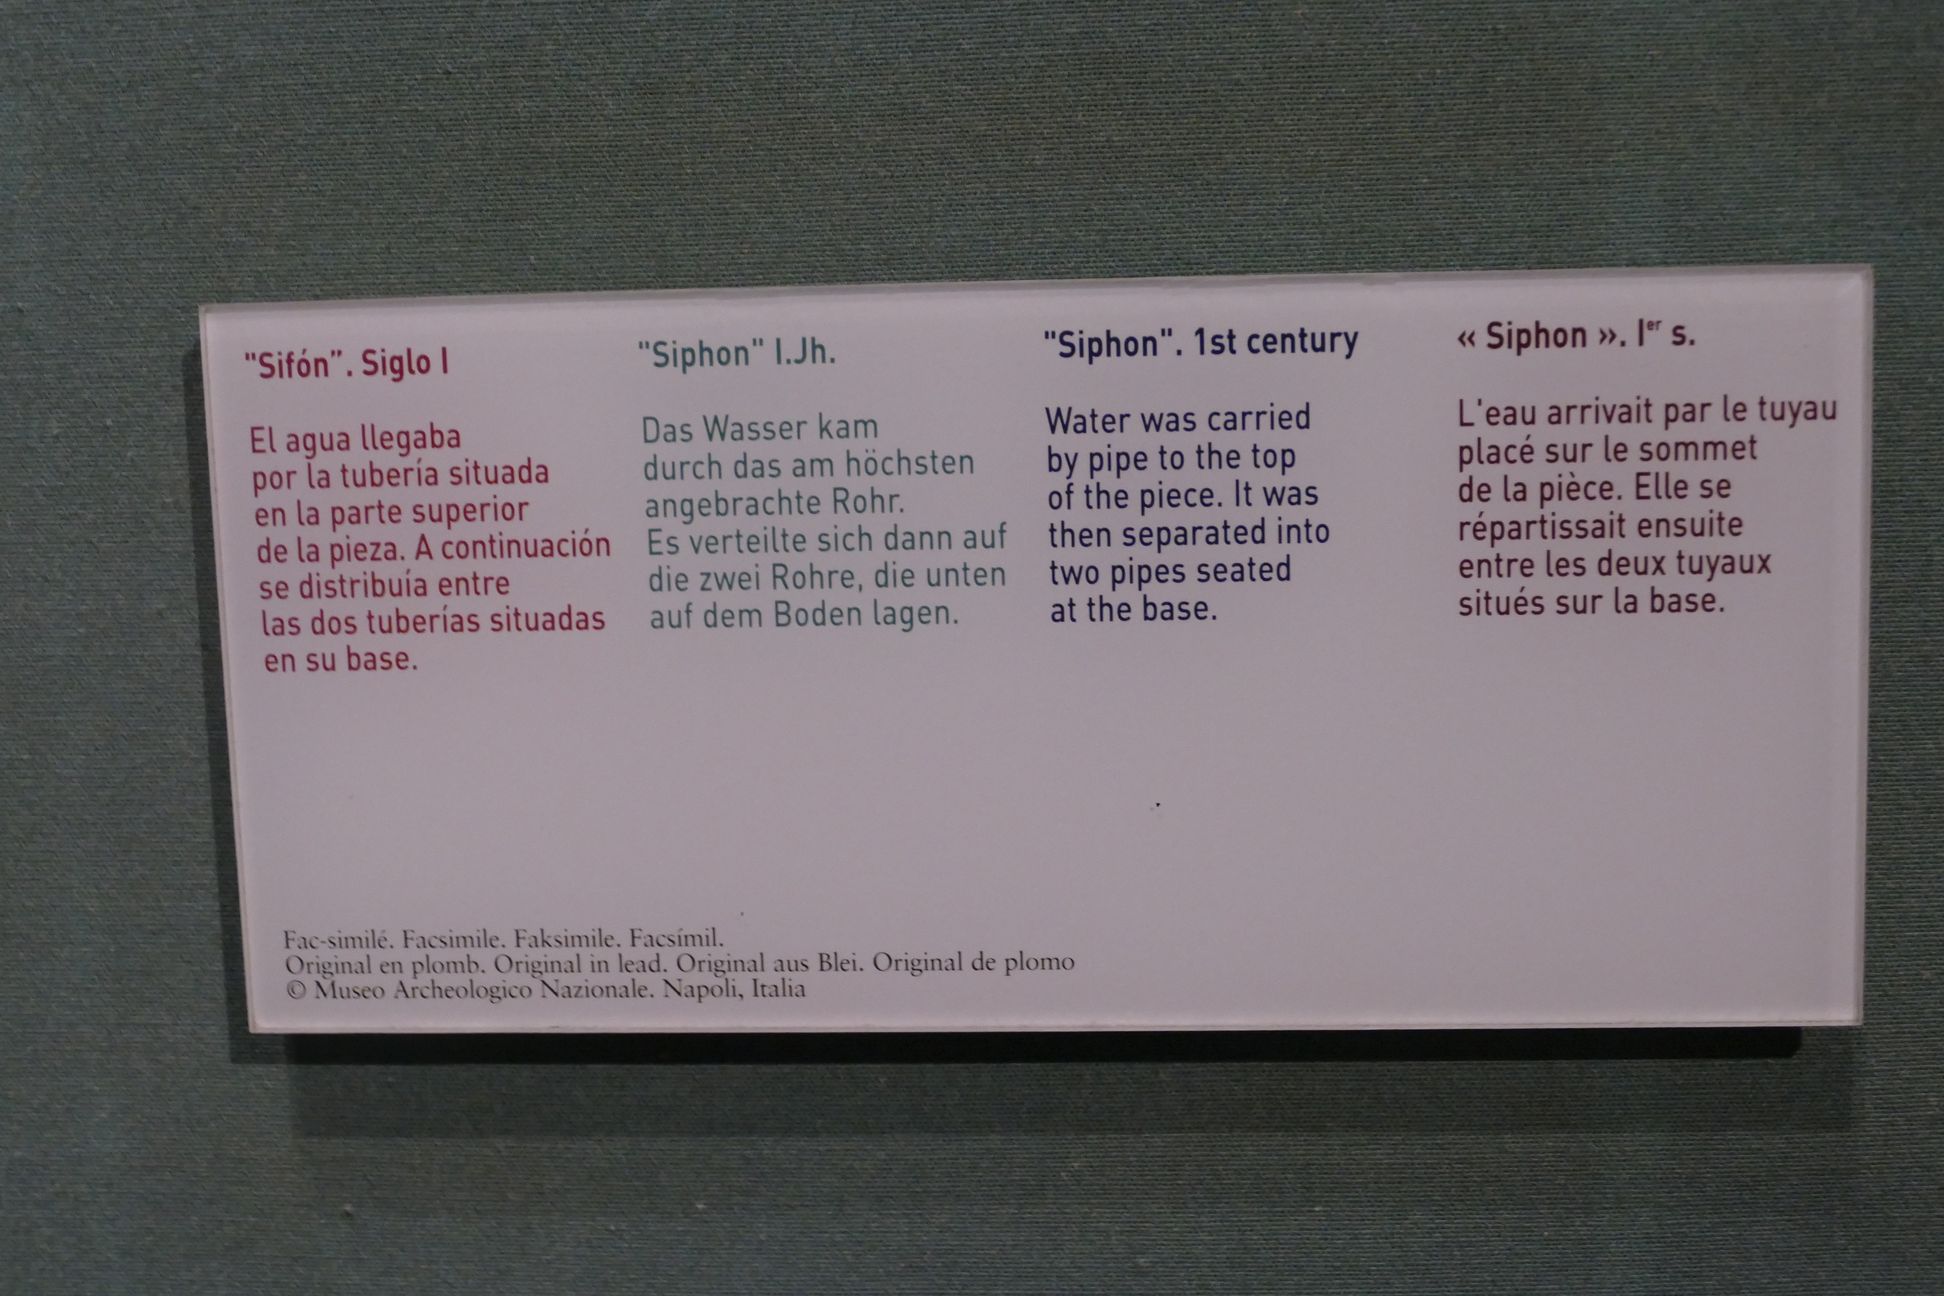 "Sifón". Siglo I
El agua llegaba
por la tubería situada
en la parte superior
de la pieza. A continuación
se distribuía entre
las dos tuberías situadas
en su base.
"Siphon" I.Jh.
Das Wasser kam
durch das am höchsten
angebrachte Rohr.
Es verteilte sich dann auf
die zwei Rohre, die unten
auf dem Boden lagen.
"Siphon". 1st century
Water was carried
by pipe to the top
of the piece. It was
then separated into
two pipes seated
at the base.
« Siphon ». Ier s.
L'eau arrivait par le tuyau
placé sur le sommet
de la pièce. Elle se
répartissait ensuite
entre les deux tuyaux
situés sur la base.
Fac-similé. Facsimile. Faksimile. Facsímil.
Original en plomb. Original in lead. Original aus Blei. Original de plomo
© Museo Archeologico Nazionale. Napoli, Italia